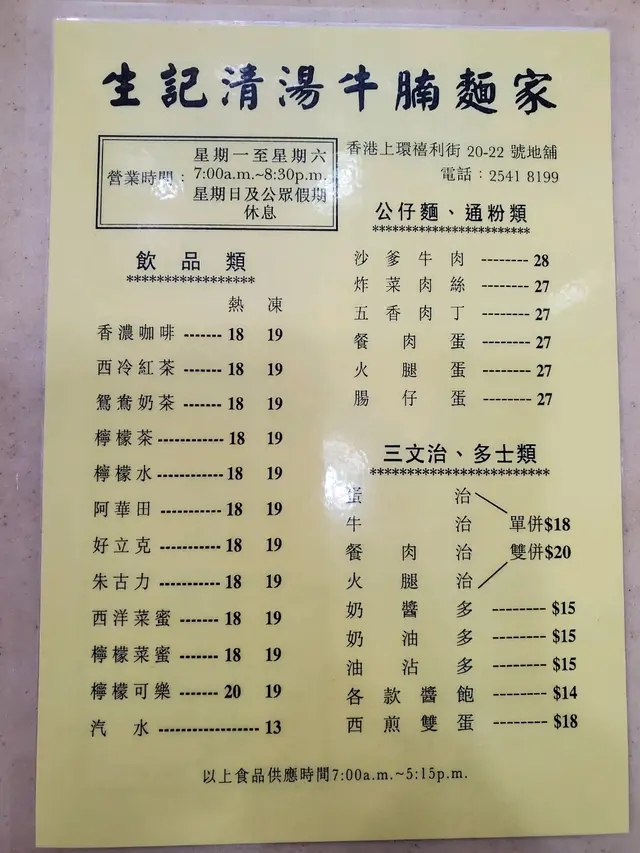 生記清湯牛腩麵家
營業時間：
星期一至星期六
7:00a.m.~8:30p.m.
星期日及公眾假期
休息
香港上環禧利街 20-22 號地舖
電話：2541 8199
飲品類
*****************
熱 凍
香濃咖啡 ------- 18 19
西冷紅茶 ------- 18 19
鴛鴦奶茶 ------- 18 19
檸檬茶 ------------ 18 19
檸檬水 ------------ 18 19
阿華田 ------------ 18 19
好立克 ------------ 18 19
朱古力 ------------ 18 19
西洋菜蜜 ------- 18 19
檸檬菜蜜 ------- 18 19
檸檬可樂 ------- 20 19
汽水 ------------------ 13
公仔麵、通粉類
*********************
沙爹牛肉 -------- 28
炸菜肉絲 -------- 27
五香肉丁 -------- 27
餐肉蛋 -------- 27
火腿蛋 -------- 27
腸仔蛋 -------- 27
三文治、多士類
************************
蛋治
牛治 單併$18
餐肉治 雙併$20
火腿治
奶醬多 --------- $15
奶油多 --------- $15
油沾多 --------- $15
各款醬飽 --------- $14
西煎雙蛋 --------- $18
以上食品供應時間7:00a.m.~5:15p.m.